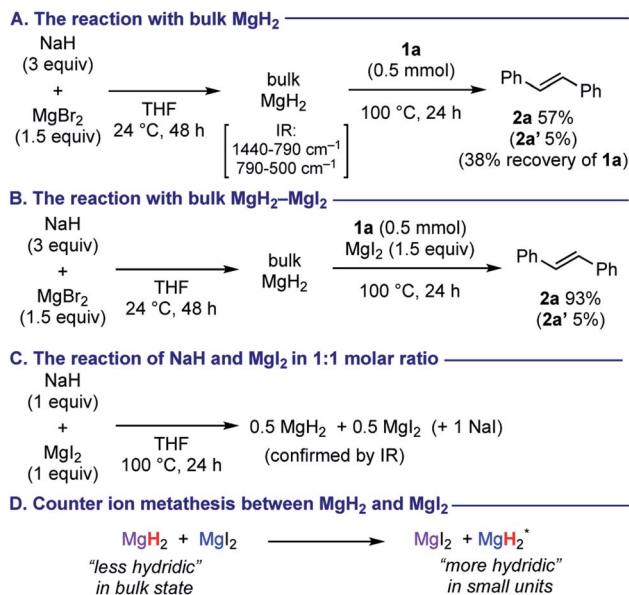 A. The reaction with bulk MgH2
NaH
(3 equiv)
+
MgBr2
(1.5 equiv)
THF
24 °C, 48 h
bulk
MgH2
IR:
1440-790 cm–1
790-500 cm–1
1a
(0.5 mmol)
100 °C, 24 h
Ph
Ph
2a 57%
(2a' 5%)
(38% recovery of 1a)
B. The reaction with bulk MgH2–MgI2
NaH
(3 equiv)
+
MgBr2
(1.5 equiv)
THF
24 °C, 48 h
bulk
MgH2
1a (0.5 mmol)
MgI2 (1.5 equiv)
100 °C, 24 h
Ph
Ph
2a 93%
(2a' 5%)
C. The reaction of NaH and MgI2 in 1:1 molar ratio
NaH
(1 equiv)
+
MgI2
(1 equiv)
THF
100 °C, 24 h
0.5 MgH2 + 0.5 MgI2 (+ 1 NaI)
(confirmed by IR)
D. Counter ion metathesis between MgH2 and MgI2
MgH2 + MgI2
MgI2 + MgH2*
“less hydridic”
in bulk state
“more hydridic”
in small units